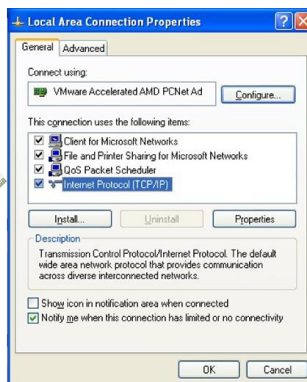 Local Area Connection Properties
General Advanced
Connect using:
VMware Accelerated AMD PCNet Ad
Configure...
This connection uses the following items:
Client for Microsoft Networks
File and Printer Sharing for Microsoft Networks
QoS Packet Scheduler
Internet Protocol (TCP/IP)
Install... Uninstall Properties
Description
Transmission Control Protocol/Internet Protocol. The default
wide area network protocol that provides communication
across diverse interconnected networks.
Show icon in notification area when connected
Notify me when this connection has limited or no connectivity
OK Cancel